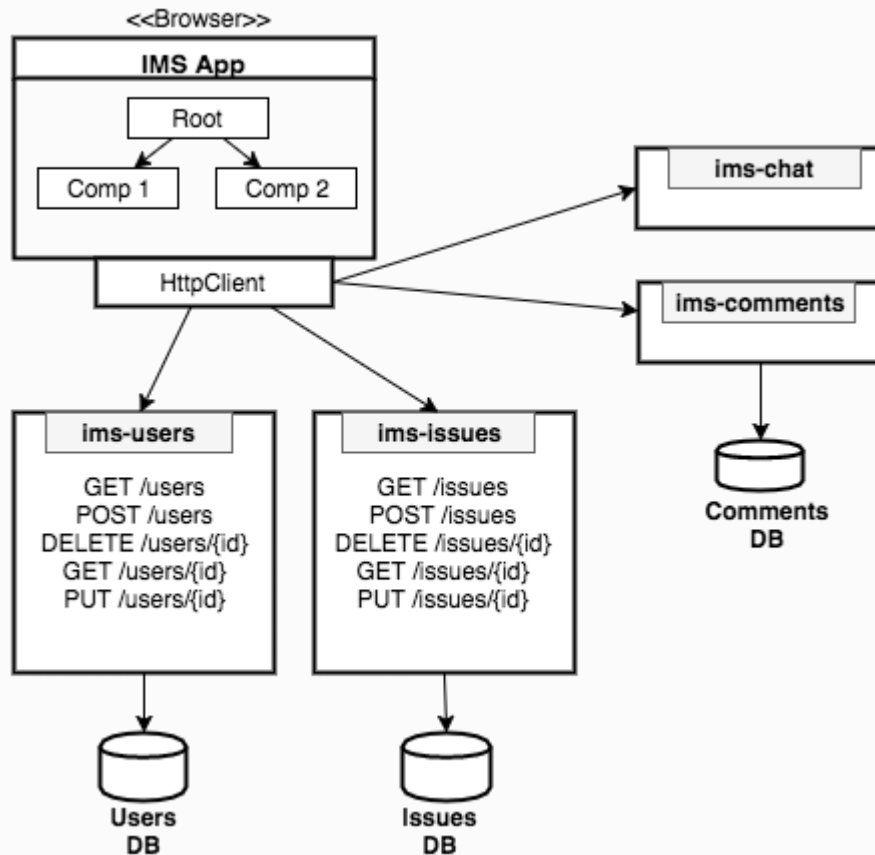 <<Browser>>
IMS App
Root
Comp 1
Comp 2
HttpClient
ims-chat
ims-comments
Comments
DB
ims-users
GET /users
POST /users
DELETE /users/{id}
GET /users/{id}
PUT /users/{id}
Users
DB
ims-issues
GET /issues
POST /issues
DELETE /issues/{id}
GET /issues/{id}
PUT /issues/{id}
Issues
DB